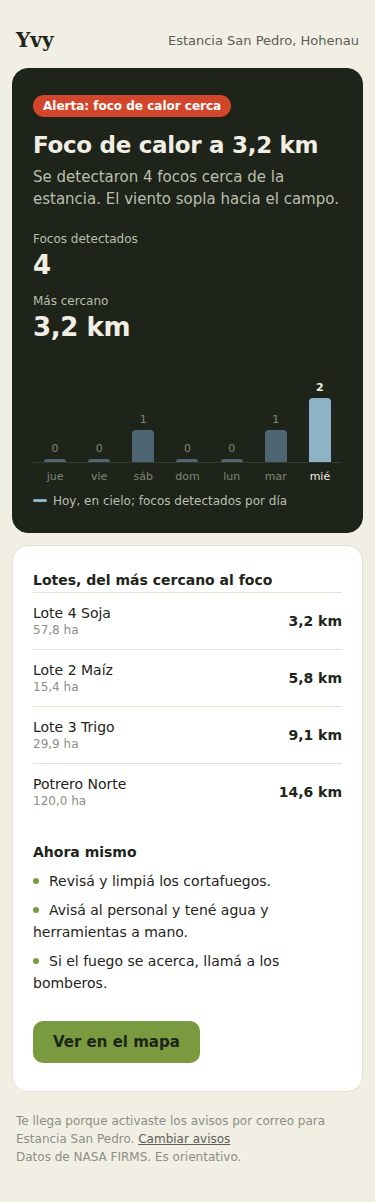 Yvy
Estancia San Pedro, Hohenau
Alerta: foco de calor cerca
Foco de calor a 3,2 km
Se detectaron 4 focos cerca de la
estancia. El viento sopla hacia el campo.
Focos detectados
4
Más cercano
3,2 km
0 0 1 0 0 1 2
jue vie sáb dom lun mar mié
Hoy, en cielo; focos detectados por día
Lotes, del más cercano al foco
Lote 4 Soja
57,8 ha
3,2 km
Lote 2 Maíz
15,4 ha
5,8 km
Lote 3 Trigo
29,9 ha
9,1 km
Potrero Norte
120,0 ha
14,6 km
Ahora mismo
Revisá y limpiá los cortafuegos.
Avisá al personal y tené agua y
herramientas a mano.
Si el fuego se acerca, llamá a los
bomberos.
Ver en el mapa
Te llega porque activaste los avisos por correo para
Estancia San Pedro. Cambiar avisos
Datos de NASA FIRMS. Es orientativo.